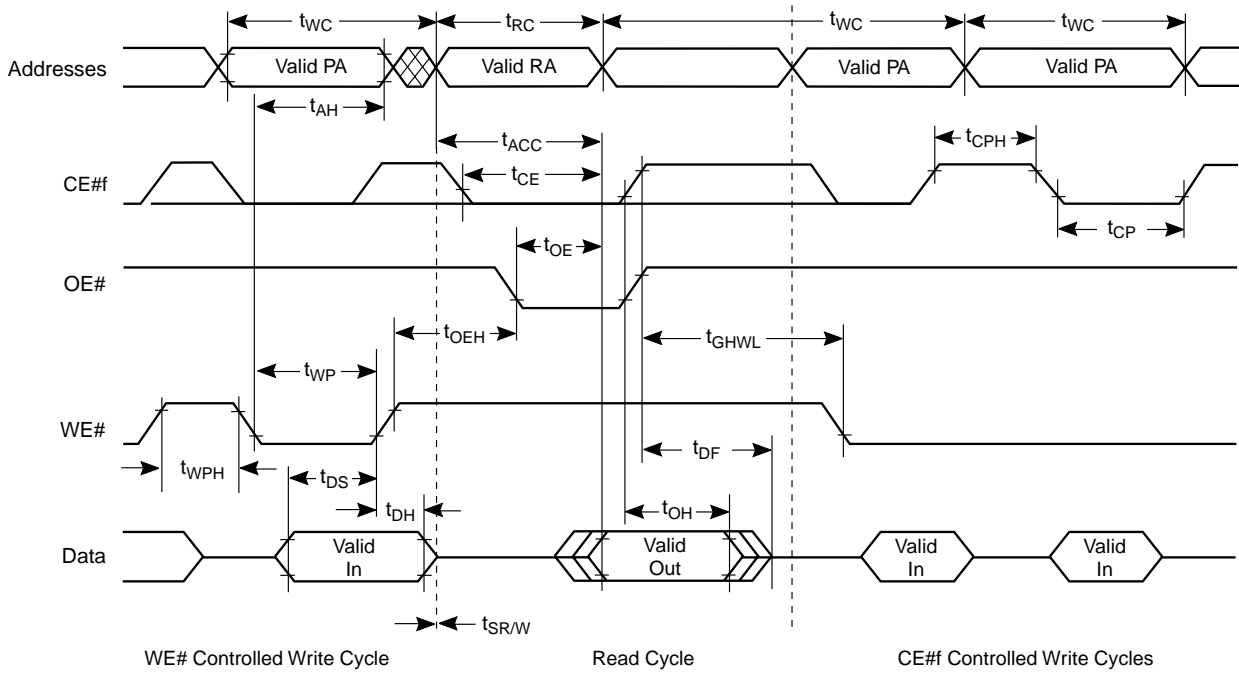 tWC tRC tWC tWC
Addresses Valid PA Valid RA Valid PA Valid PA
tAH
tACC tCPH
CE#f tCE
tCP
tOE
OE#
tOEH tGHWL
tWP
WE#
tWPH tDS tDF
tDH tOH
Data Valid In Valid Out Valid In Valid In
tSR/W
WE# Controlled Write Cycle Read Cycle CE#f Controlled Write Cycles